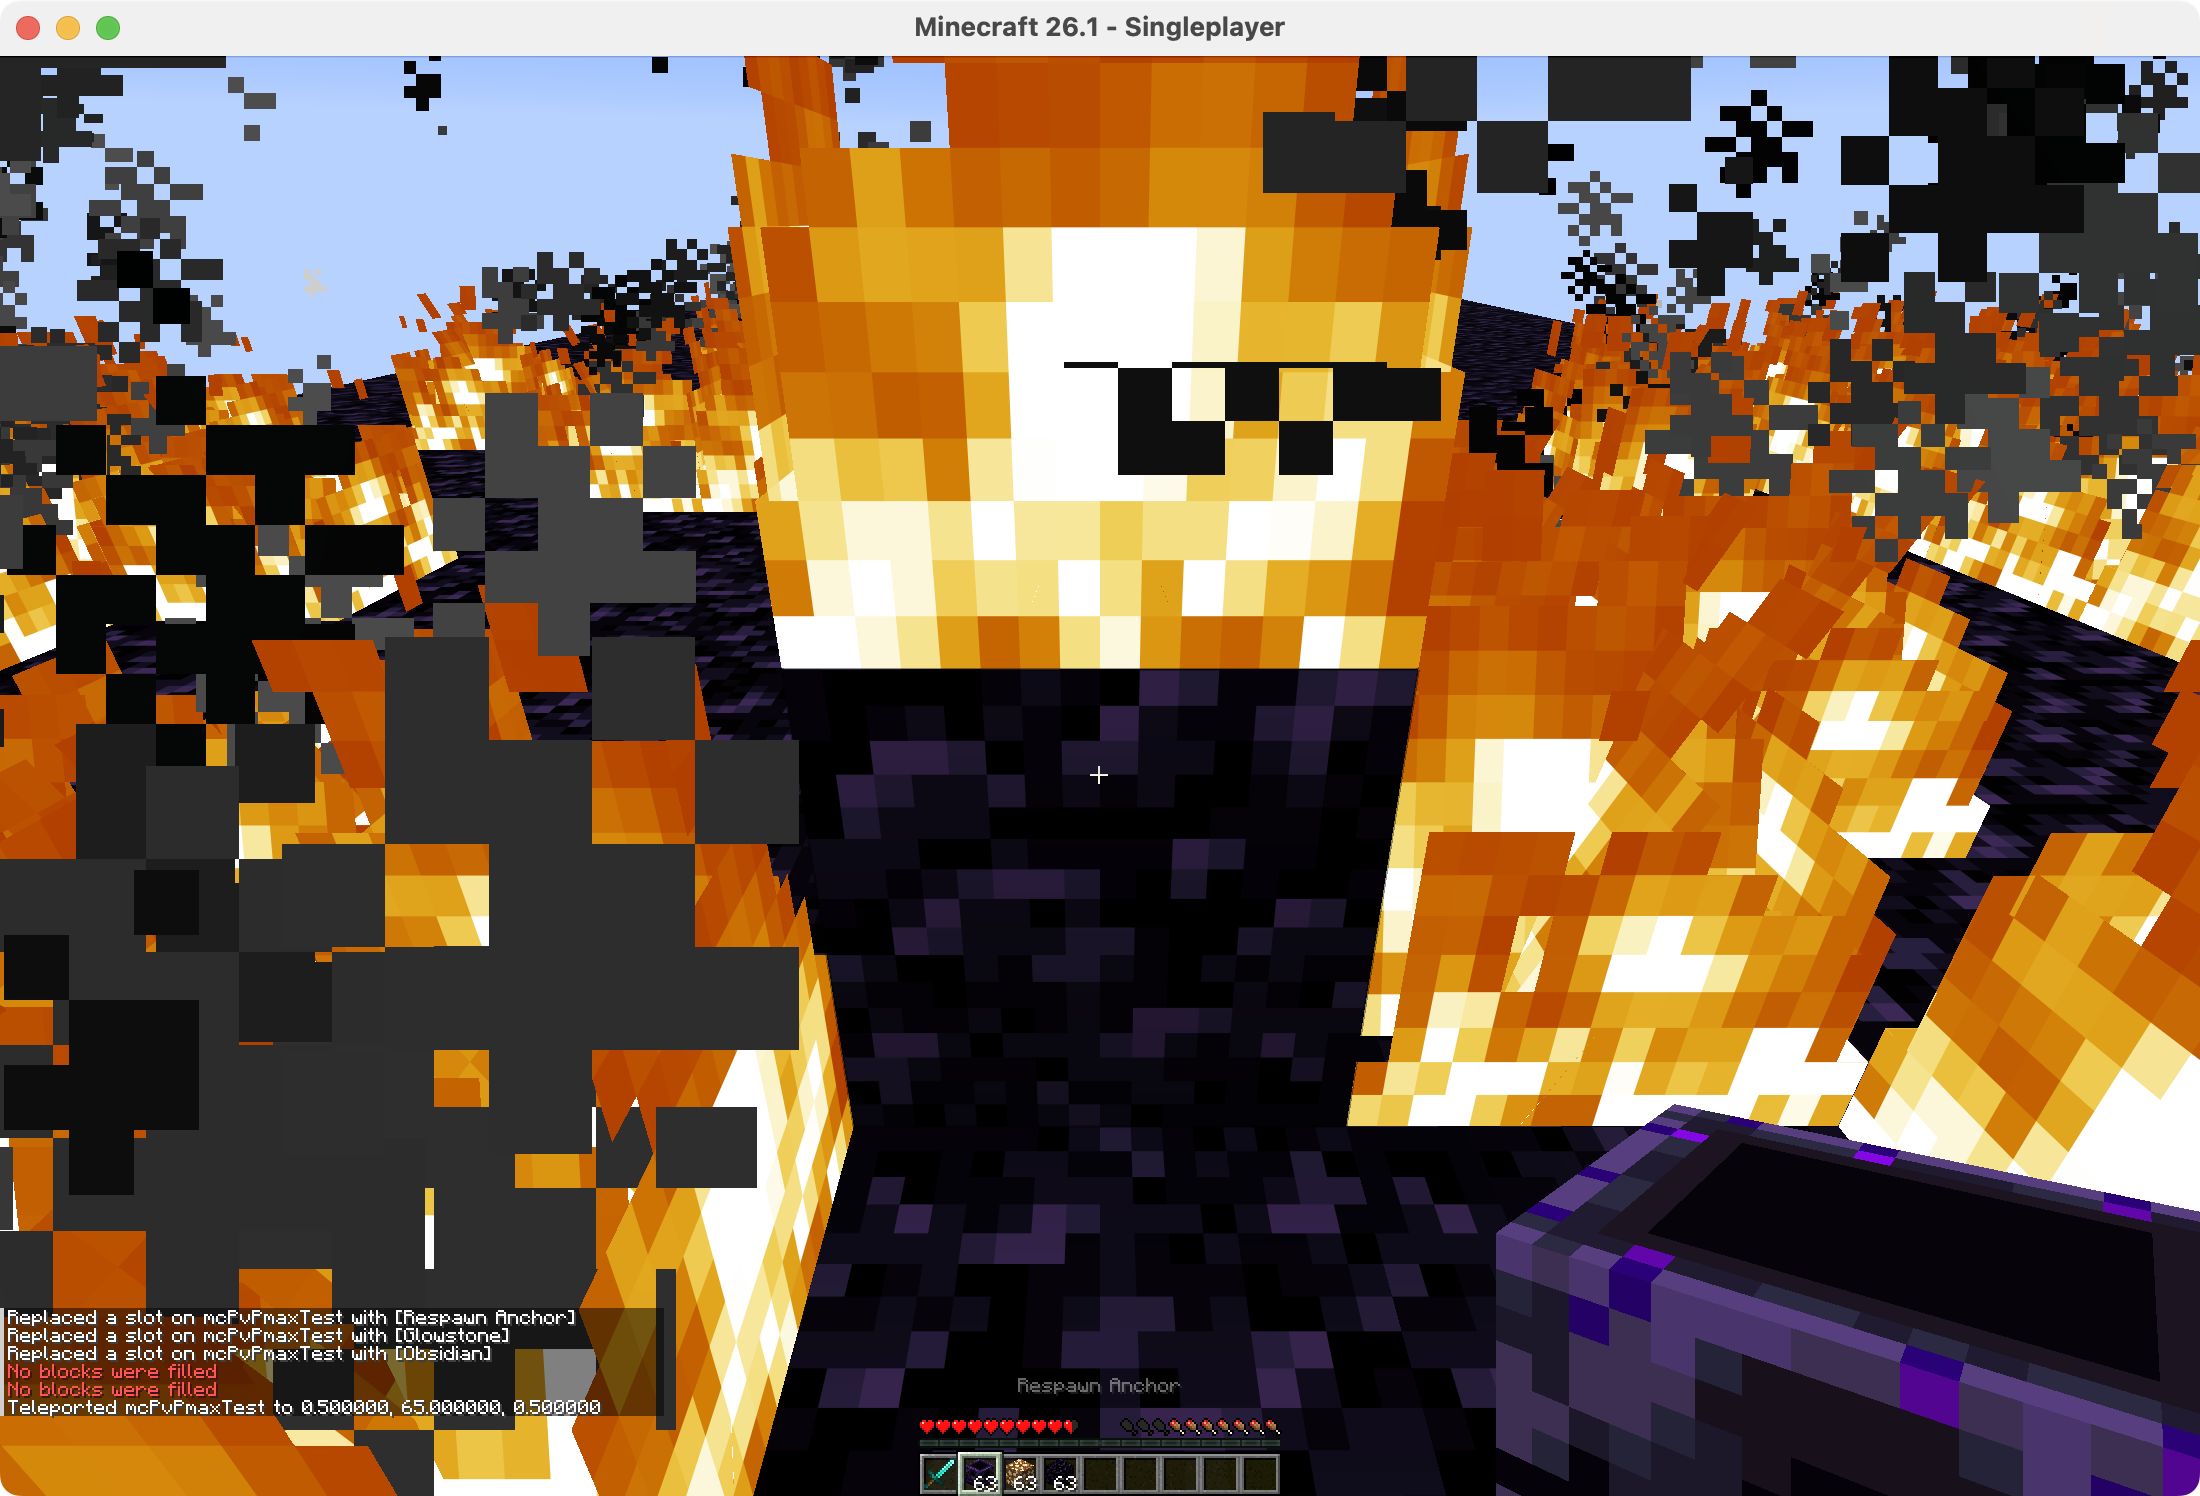 Minecraft 26.1 - Singleplayer
Replaced a slot on mcPvPmaxTest with [Respawn Anchor]
Replaced a slot on mcPvPmaxTest with [Glowstone]
Replaced a slot on mcPvPmaxTest with [Obsidian]
No blocks were filled
No blocks were filled
Teleported mcPvPmaxTest to 0.500000, 65.000000, 0.500000
Respawn Anchor
63 63 63